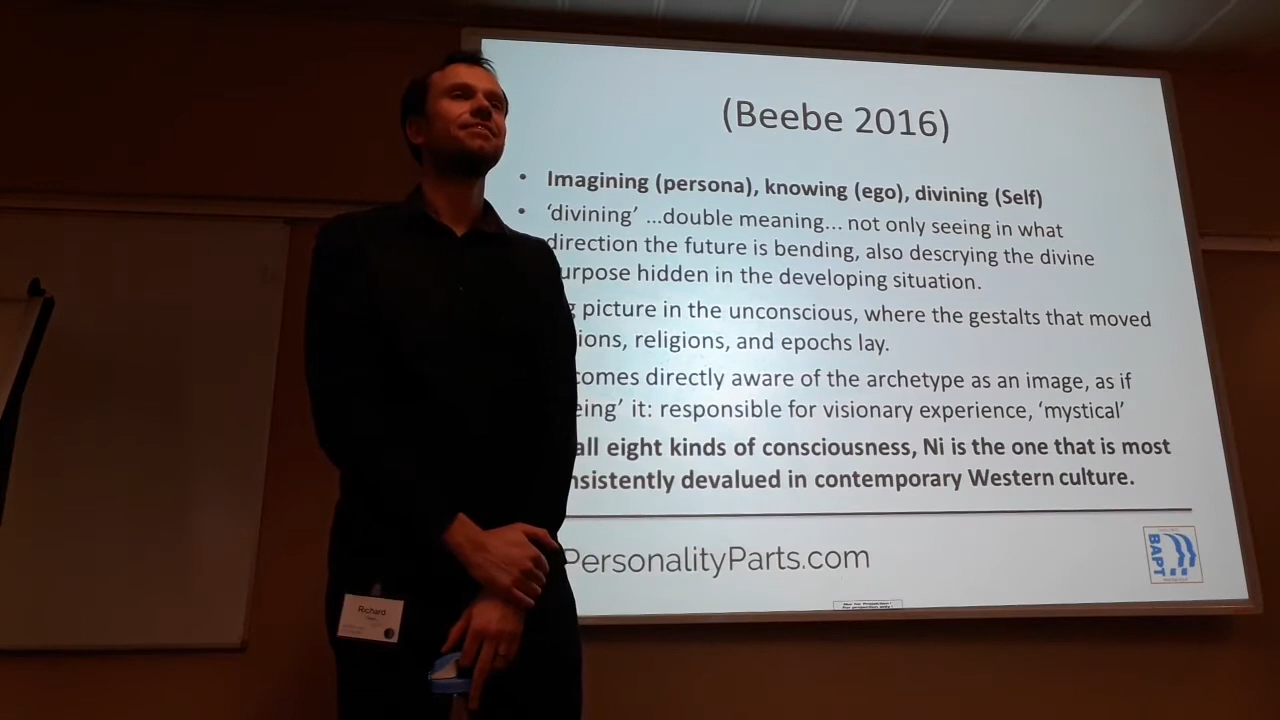 (Beebe 2016)
• Imagining (persona), knowing (ego), divining (Self)
• ‘divining’ ...double meaning... not only seeing in what
direction the future is bending, also descrying the divine
urpose hidden in the developing situation.
picture in the unconscious, where the gestalts that moved
ions, religions, and epochs lay.
comes directly aware of the archetype as an image, as if
eing’ it: responsible for visionary experience, ‘mystical’
all eight kinds of consciousness, Ni is the one that is most
nsistently devalued in contemporary Western culture.
PersonalityParts.com
BAPT
Richard